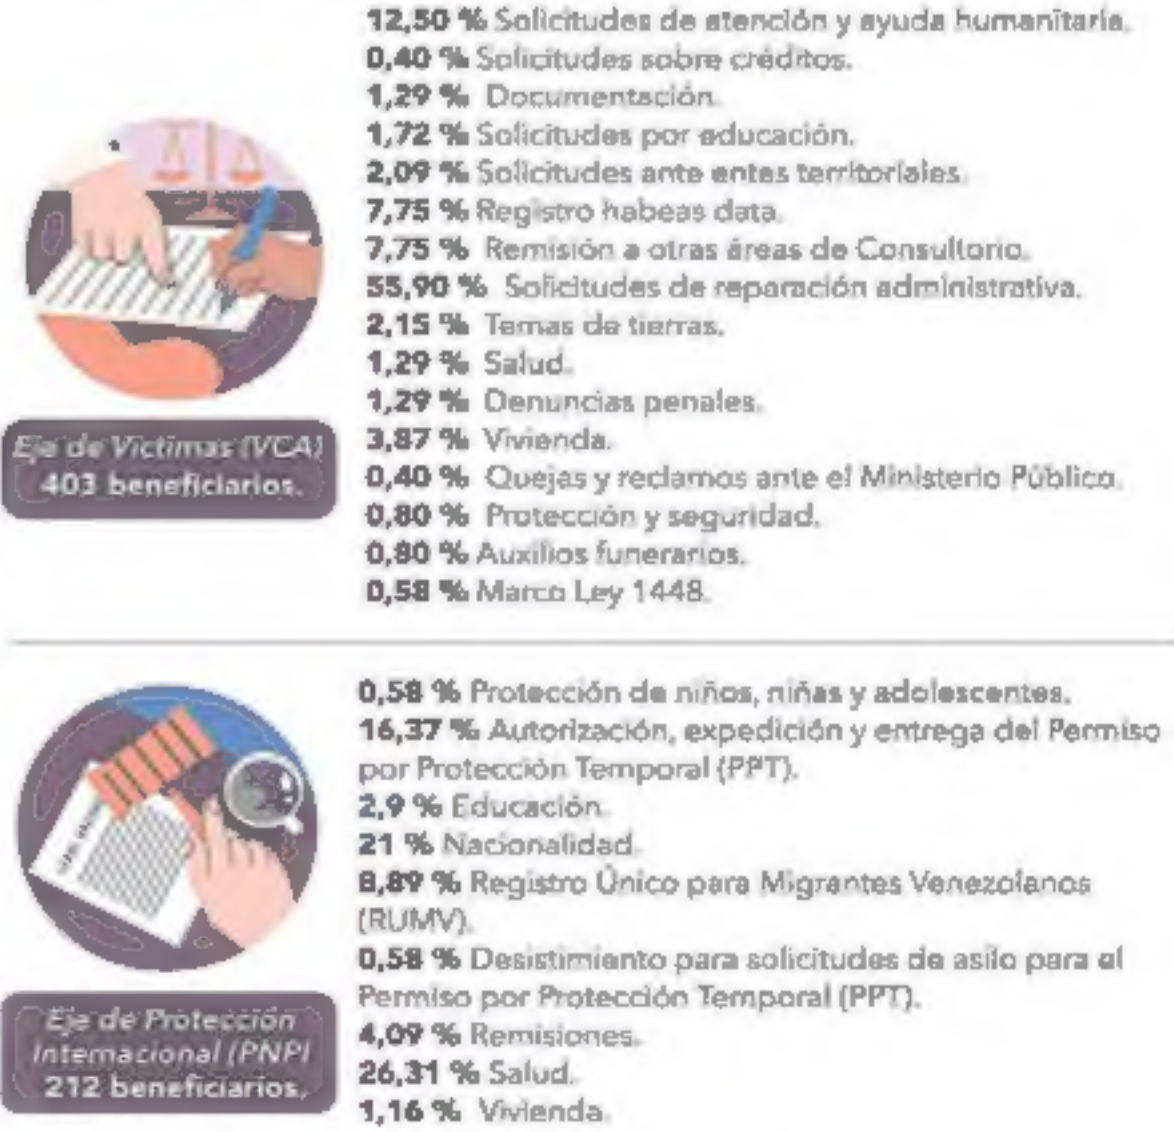 12,50 % Solicitudes de atención y ayuda humanitaria.
0,40 % Solicitudes sobre créditos.
1,29 % Documentación.
1,72 % Solicitudes por educación.
2,09 % Solicitudes ante entes territoriales.
7,75 % Registro habeas data.
7,75 % Remisión a otras áreas de Consultorio.
55,90 % Solicitudes de reparación administrativa.
2,15 % Temas de tierras.
1,29 % Salud.
1,29 % Denuncias penales.
3,87 % Vivienda.
0,40 % Quejas y reclamos ante el Ministerio Público.
0,80 % Protección y seguridad.
0,80 % Auxilios funerarios.
0,58 % Marco Ley 1448.
Eje de Víctimas (VCA)
403 beneficiarios.
0,58 % Protección de niños, niñas y adolescentes.
16,37 % Autorización, expedición y entrega del Permiso
por Protección Temporal (PPT).
2,9 % Educación.
21 % Nacionalidad.
8,89 % Registro Único para Migrantes Venezolanos
(RUMV).
0,58 % Desistimiento para solicitudes de asilo para el
Permiso por Protección Temporal (PPT).
4,09 % Remisiones.
26,31 % Salud.
1,16 % Vivienda.
Eje de Protección
Internacional (PNPI
212 beneficiarios.